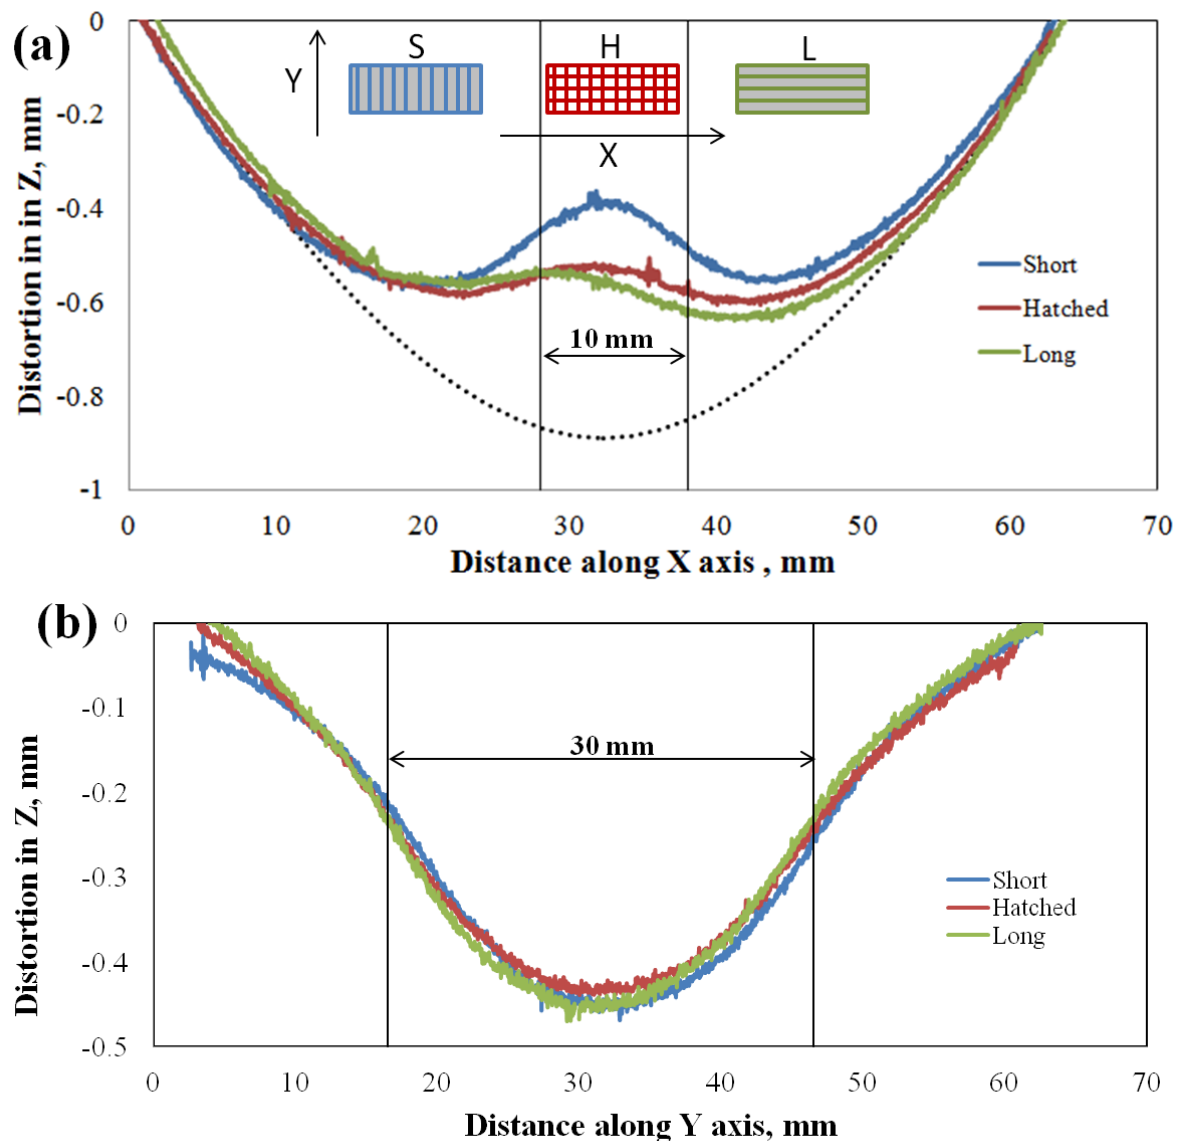 (a)
Distortion in in Z, mm
0
-0.2
-0.4
-0.6
-0.8
-1
S
H
L
Y
X
Short
Hatched
Long
10 mm
0 10 20 30 40 50 60 70
Distance along X axis , mm
(b)
Distortion in Z, mm
0
-0.1
-0.2
-0.3
-0.4
-0.5
30 mm
Short
Hatched
Long
0 10 20 30 40 50 60 70
Distance along Y axis, mm